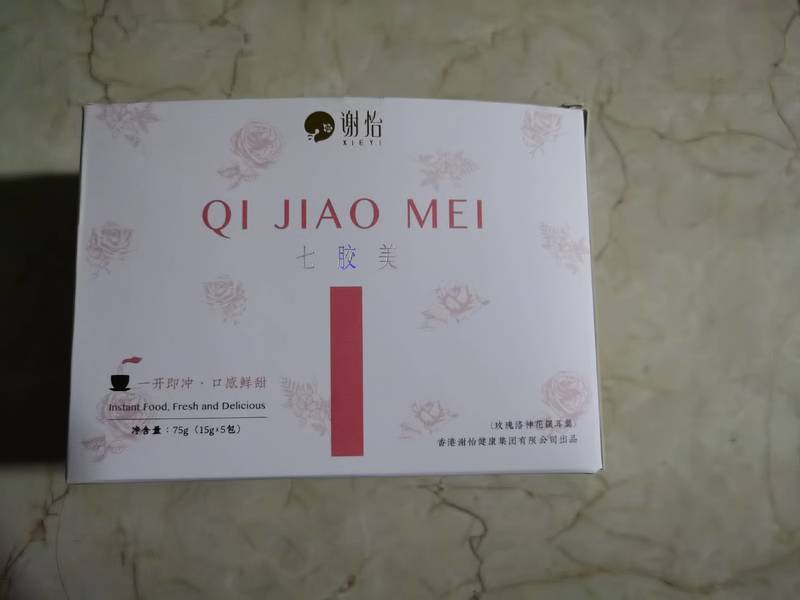 谢怡
XIEYI
QI JIAO MEI
七胶美
一开即冲·口感鲜甜
Instant Food, Fresh and Delicious
净含量：75g（15g×5包）
（玫瑰洛神花银耳羹）
香港谢怡健康集团有限公司出品